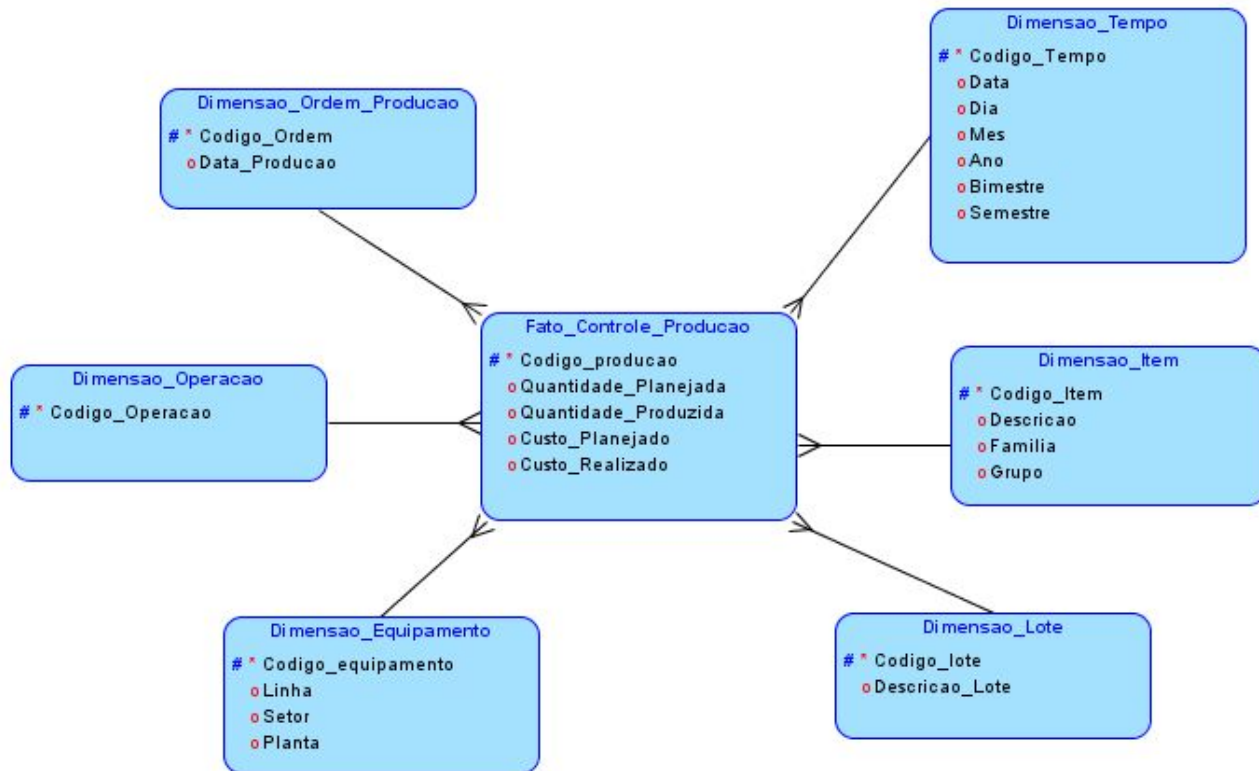 Dimensao_Tempo
# * Codigo_Tempo
o Data
o Dia
o Mes
o Ano
o Bimestre
o Semestre
Dimensao_Ordem_Producao
# * Codigo_Ordem
o Data_Producao
Fato_Controle_Producao
# * Codigo_producao
o Quantidade_Planejada
o Quantidade_Produzida
o Custo_Planejado
o Custo_Realizado
Dimensao_Operacao
# * Codigo_Operacao
Dimensao_Item
# * Codigo_Item
o Descricao
o Familia
o Grupo
Dimensao_Equipamento
# * Codigo_equipamento
o Linha
o Setor
o Planta
Dimensao_Lote
# * Codigo_lote
o Descricao_Lote